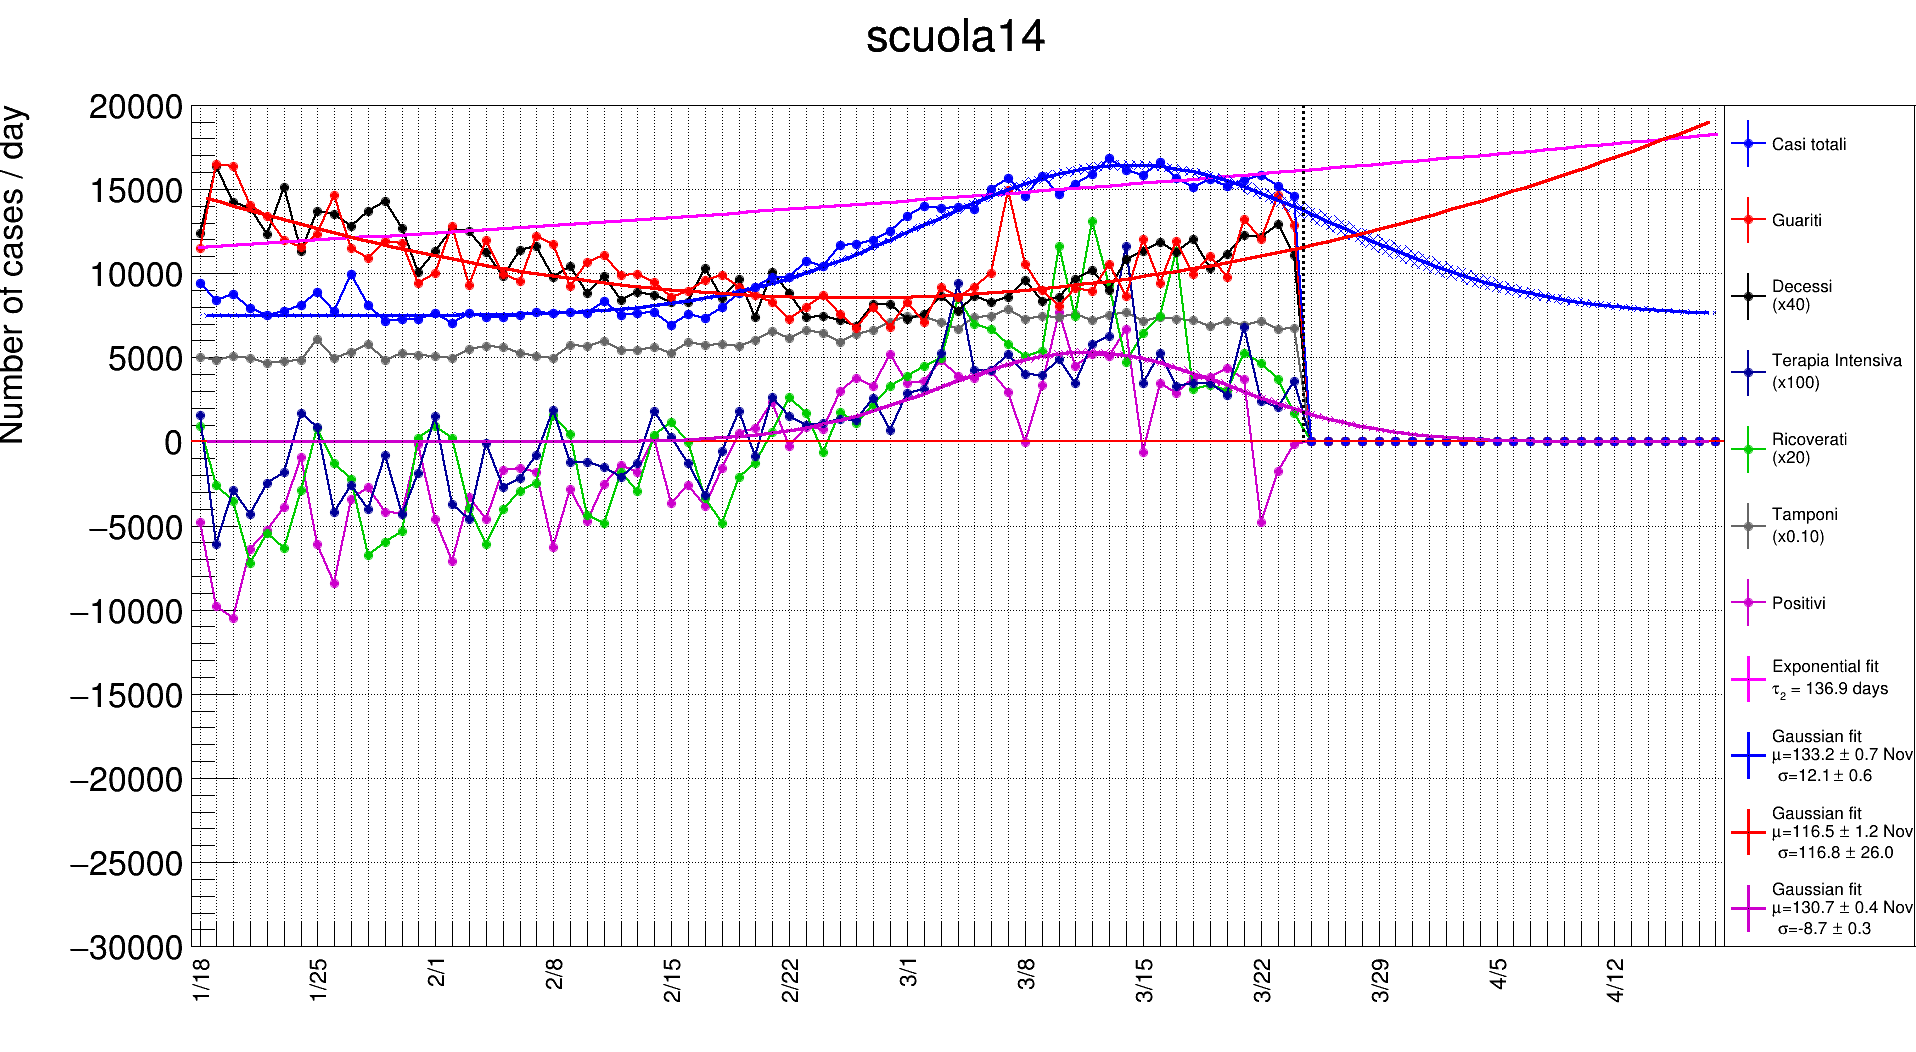 scuola14
Number of cases / day
20000
15000
10000
5000
0
−5000
−10000
−15000
−20000
−25000
−30000
1/18
1/25
2/1
2/8
2/15
2/22
3/1
3/8
3/15
3/22
3/29
4/5
4/12
Casi totali
Guariti
Decessi
(x40)
Terapia Intensiva
(x100)
Ricoverati
(x20)
Tamponi
(x0.10)
Positivi
Exponential fit
τ2 = 136.9 days
Gaussian fit
μ=133.2 ± 0.7 Nov
σ=12.1 ± 0.6
Gaussian fit
μ=116.5 ± 1.2 Nov
σ=116.8 ± 26.0
Gaussian fit
μ=130.7 ± 0.4 Nov
σ=-8.7 ± 0.3